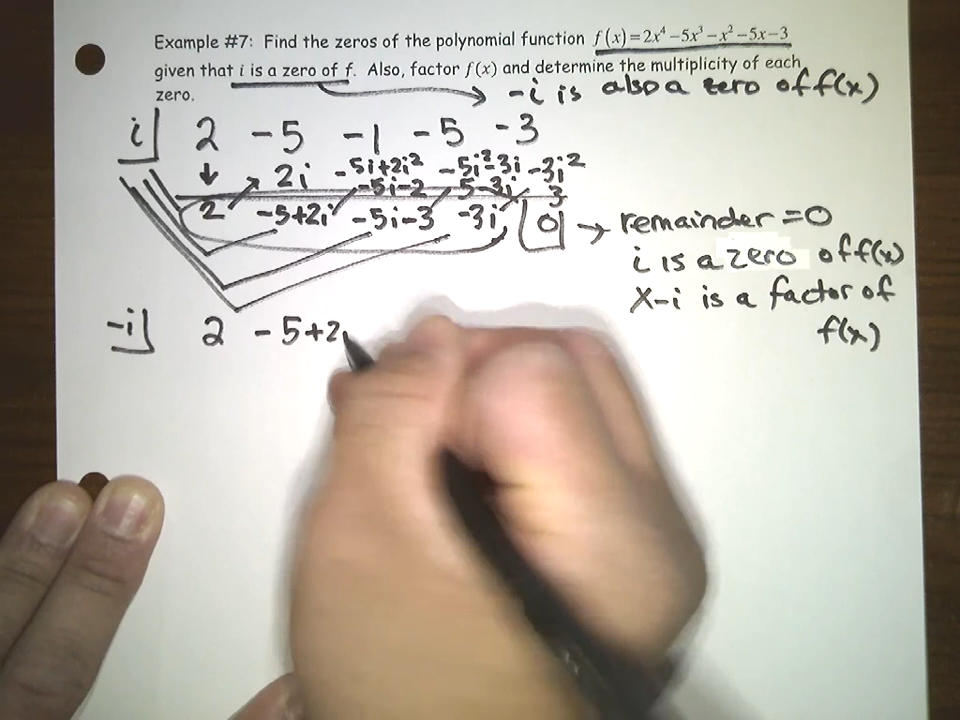 Example #7: Find the zeros of the polynomial function f(x)=2x⁴−5x³−x²−5x−3
given that i is a zero of f. Also, factor f(x) and determine the multiplicity of each
zero.
-i is also a zero of f(x)
i 2 -5 -1 -5 -3
2i -5i+2i² -5i²-3i -3i²
-5i-2 5-3i 3
2 -5+2i -5i-3 -3i 0 → remainder=0
i is a zero of f(x)
x-i is a factor of
f(x)
-i 2 -5+2